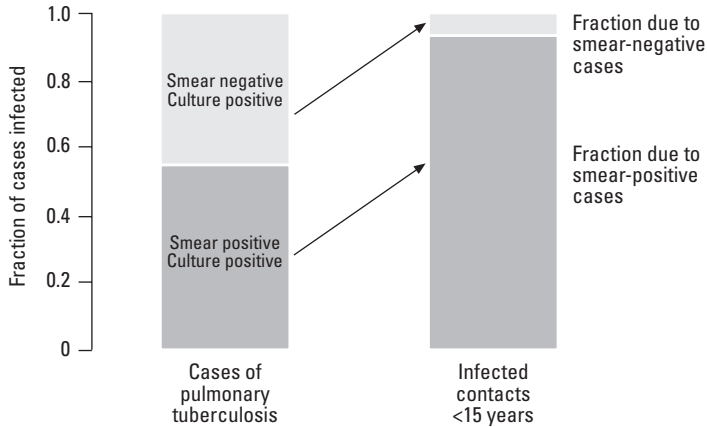 Fraction of cases infected
1.0
0.8
0.6
0.4
0.2
0
Smear negative
Culture positive
Smear positive
Culture positive
Fraction due to
smear-negative
cases
Fraction due to
smear-positive
cases
Cases of
pulmonary
tuberculosis
Infected
contacts
<15 years